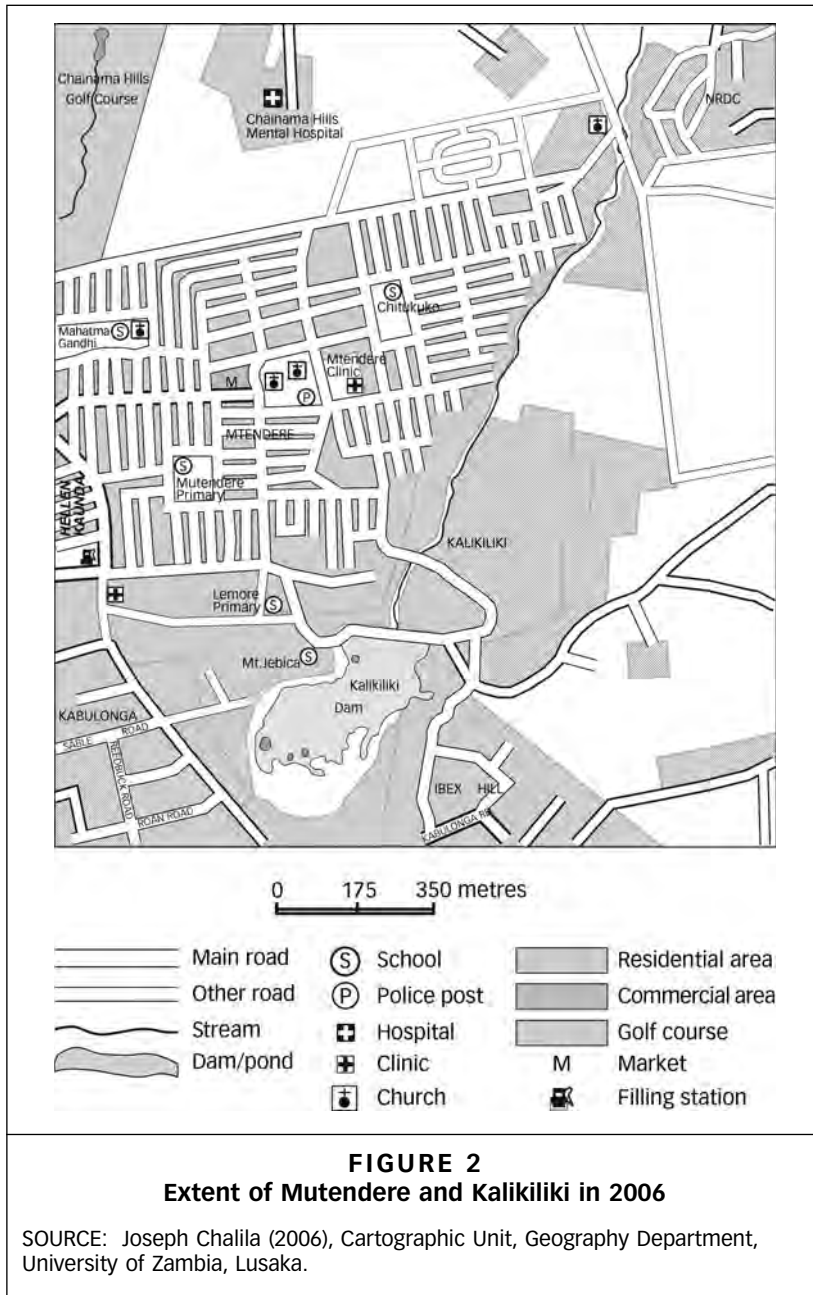 Chainama Hills
Golf Course
Chainama Hills
Mental Hospital
NRDC
S
Chitukuko
Mahatma
Gandhi
S
Mtendere
Clinic
M
P
MTENDERE
S
Mutendere
Primary
HELLEN
KAUNDA
KALIKILIKI
Lemore
Primary
S
Mt.Jebica
S
Kalikiliki
Dam
KABULONGA
SABLE ROAD
REEDBUCK ROAD
ROAN ROAD
IBEX HILL
KABULONGA RD
0 175 350 metres
Main road
Other road
Stream
Dam/pond
S School
P Police post
Hospital
Clinic
Church
Residential area
Commercial area
Golf course
M Market
Filling station
FIGURE 2
Extent of Mutendere and Kalikiliki in 2006
SOURCE: Joseph Chalila (2006), Cartographic Unit, Geography Department,
University of Zambia, Lusaka.